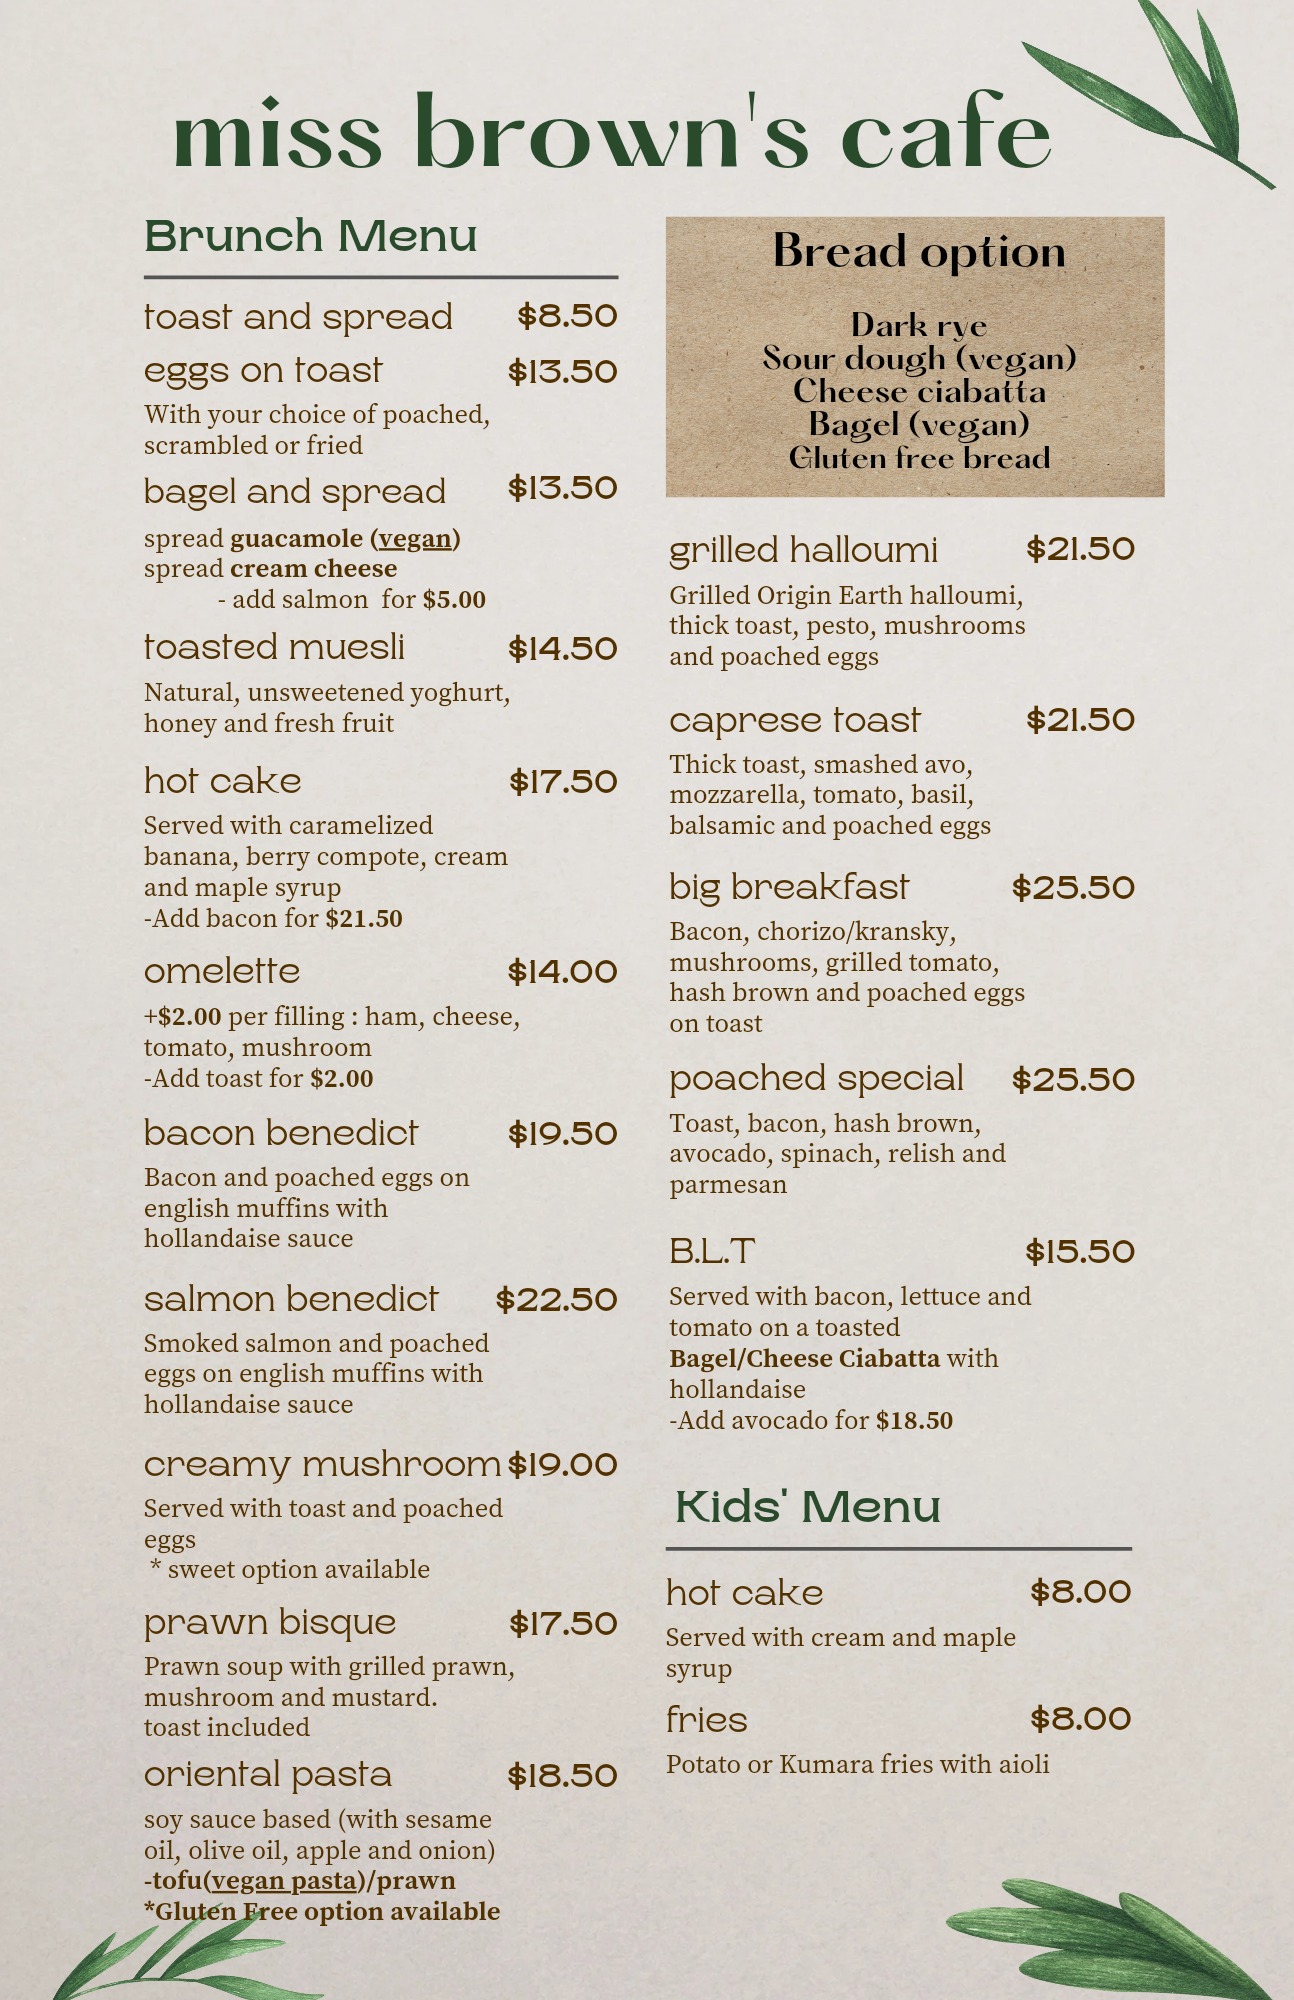 miss brown's cafe
Brunch Menu
toast and spread $8.50
eggs on toast $13.50
With your choice of poached,
scrambled or fried
bagel and spread $13.50
spread guacamole (vegan)
spread cream cheese
- add salmon for $5.00
toasted muesli $14.50
Natural, unsweetened yoghurt,
honey and fresh fruit
hot cake $17.50
Served with caramelized
banana, berry compote, cream
and maple syrup
-Add bacon for $21.50
omelette $14.00
+$2.00 per filling : ham, cheese,
tomato, mushroom
-Add toast for $2.00
bacon benedict $19.50
Bacon and poached eggs on
english muffins with
hollandaise sauce
salmon benedict $22.50
Smoked salmon and poached
eggs on english muffins with
hollandaise sauce
creamy mushroom $19.00
Served with toast and poached
eggs
* sweet option available
prawn bisque $17.50
Prawn soup with grilled prawn,
mushroom and mustard.
toast included
oriental pasta $18.50
soy sauce based (with sesame
oil, olive oil, apple and onion)
-tofu(vegan pasta)/prawn
*Gluten Free option available
Bread option
Dark rye
Sour dough (vegan)
Cheese ciabatta
Bagel (vegan)
Gluten free bread
grilled halloumi $21.50
Grilled Origin Earth halloumi,
thick toast, pesto, mushrooms
and poached eggs
caprese toast $21.50
Thick toast, smashed avo,
mozzarella, tomato, basil,
balsamic and poached eggs
big breakfast $25.50
Bacon, chorizo/kransky,
mushrooms, grilled tomato,
hash brown and poached eggs
on toast
poached special $25.50
Toast, bacon, hash brown,
avocado, spinach, relish and
parmesan
B.L.T $15.50
Served with bacon, lettuce and
tomato on a toasted
Bagel/Cheese Ciabatta with
hollandaise
-Add avocado for $18.50
Kids' Menu
hot cake $8.00
Served with cream and maple
syrup
fries $8.00
Potato or Kumara fries with aioli